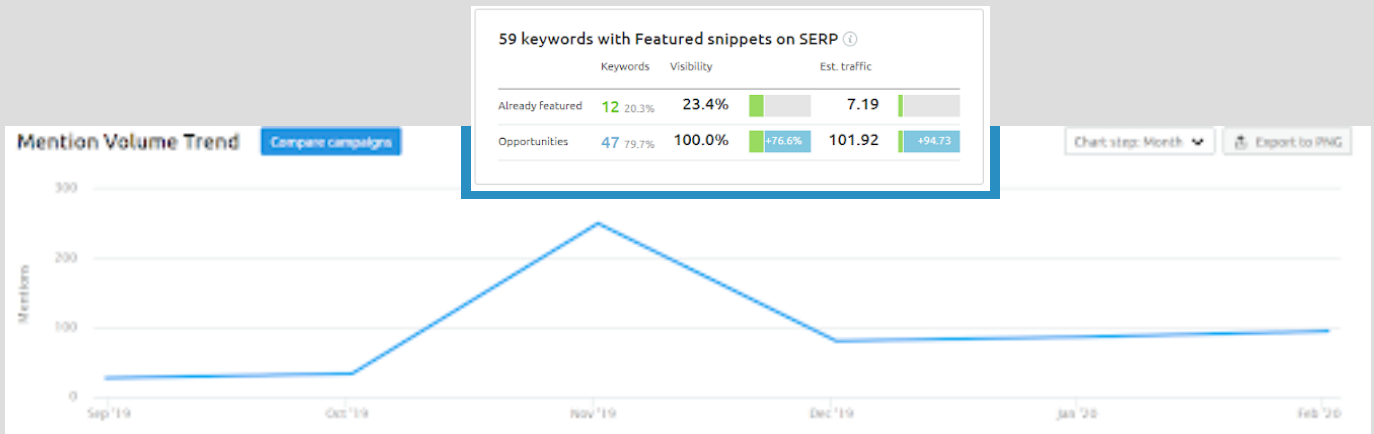 59 keywords with Featured snippets on SERP
Keywords Visibility Est. traffic
Already featured 12 20.3% 23.4% 7.19
Opportunities 47 79.7% 100.0% +76.6% 101.92 +94.73
Mention Volume Trend Compare campaigns Chart step: Month Export to PNG
300
200
100
0
Mentions
Sep '19 Oct '19 Nov '19 Dec '19 Jan '20 Feb '20